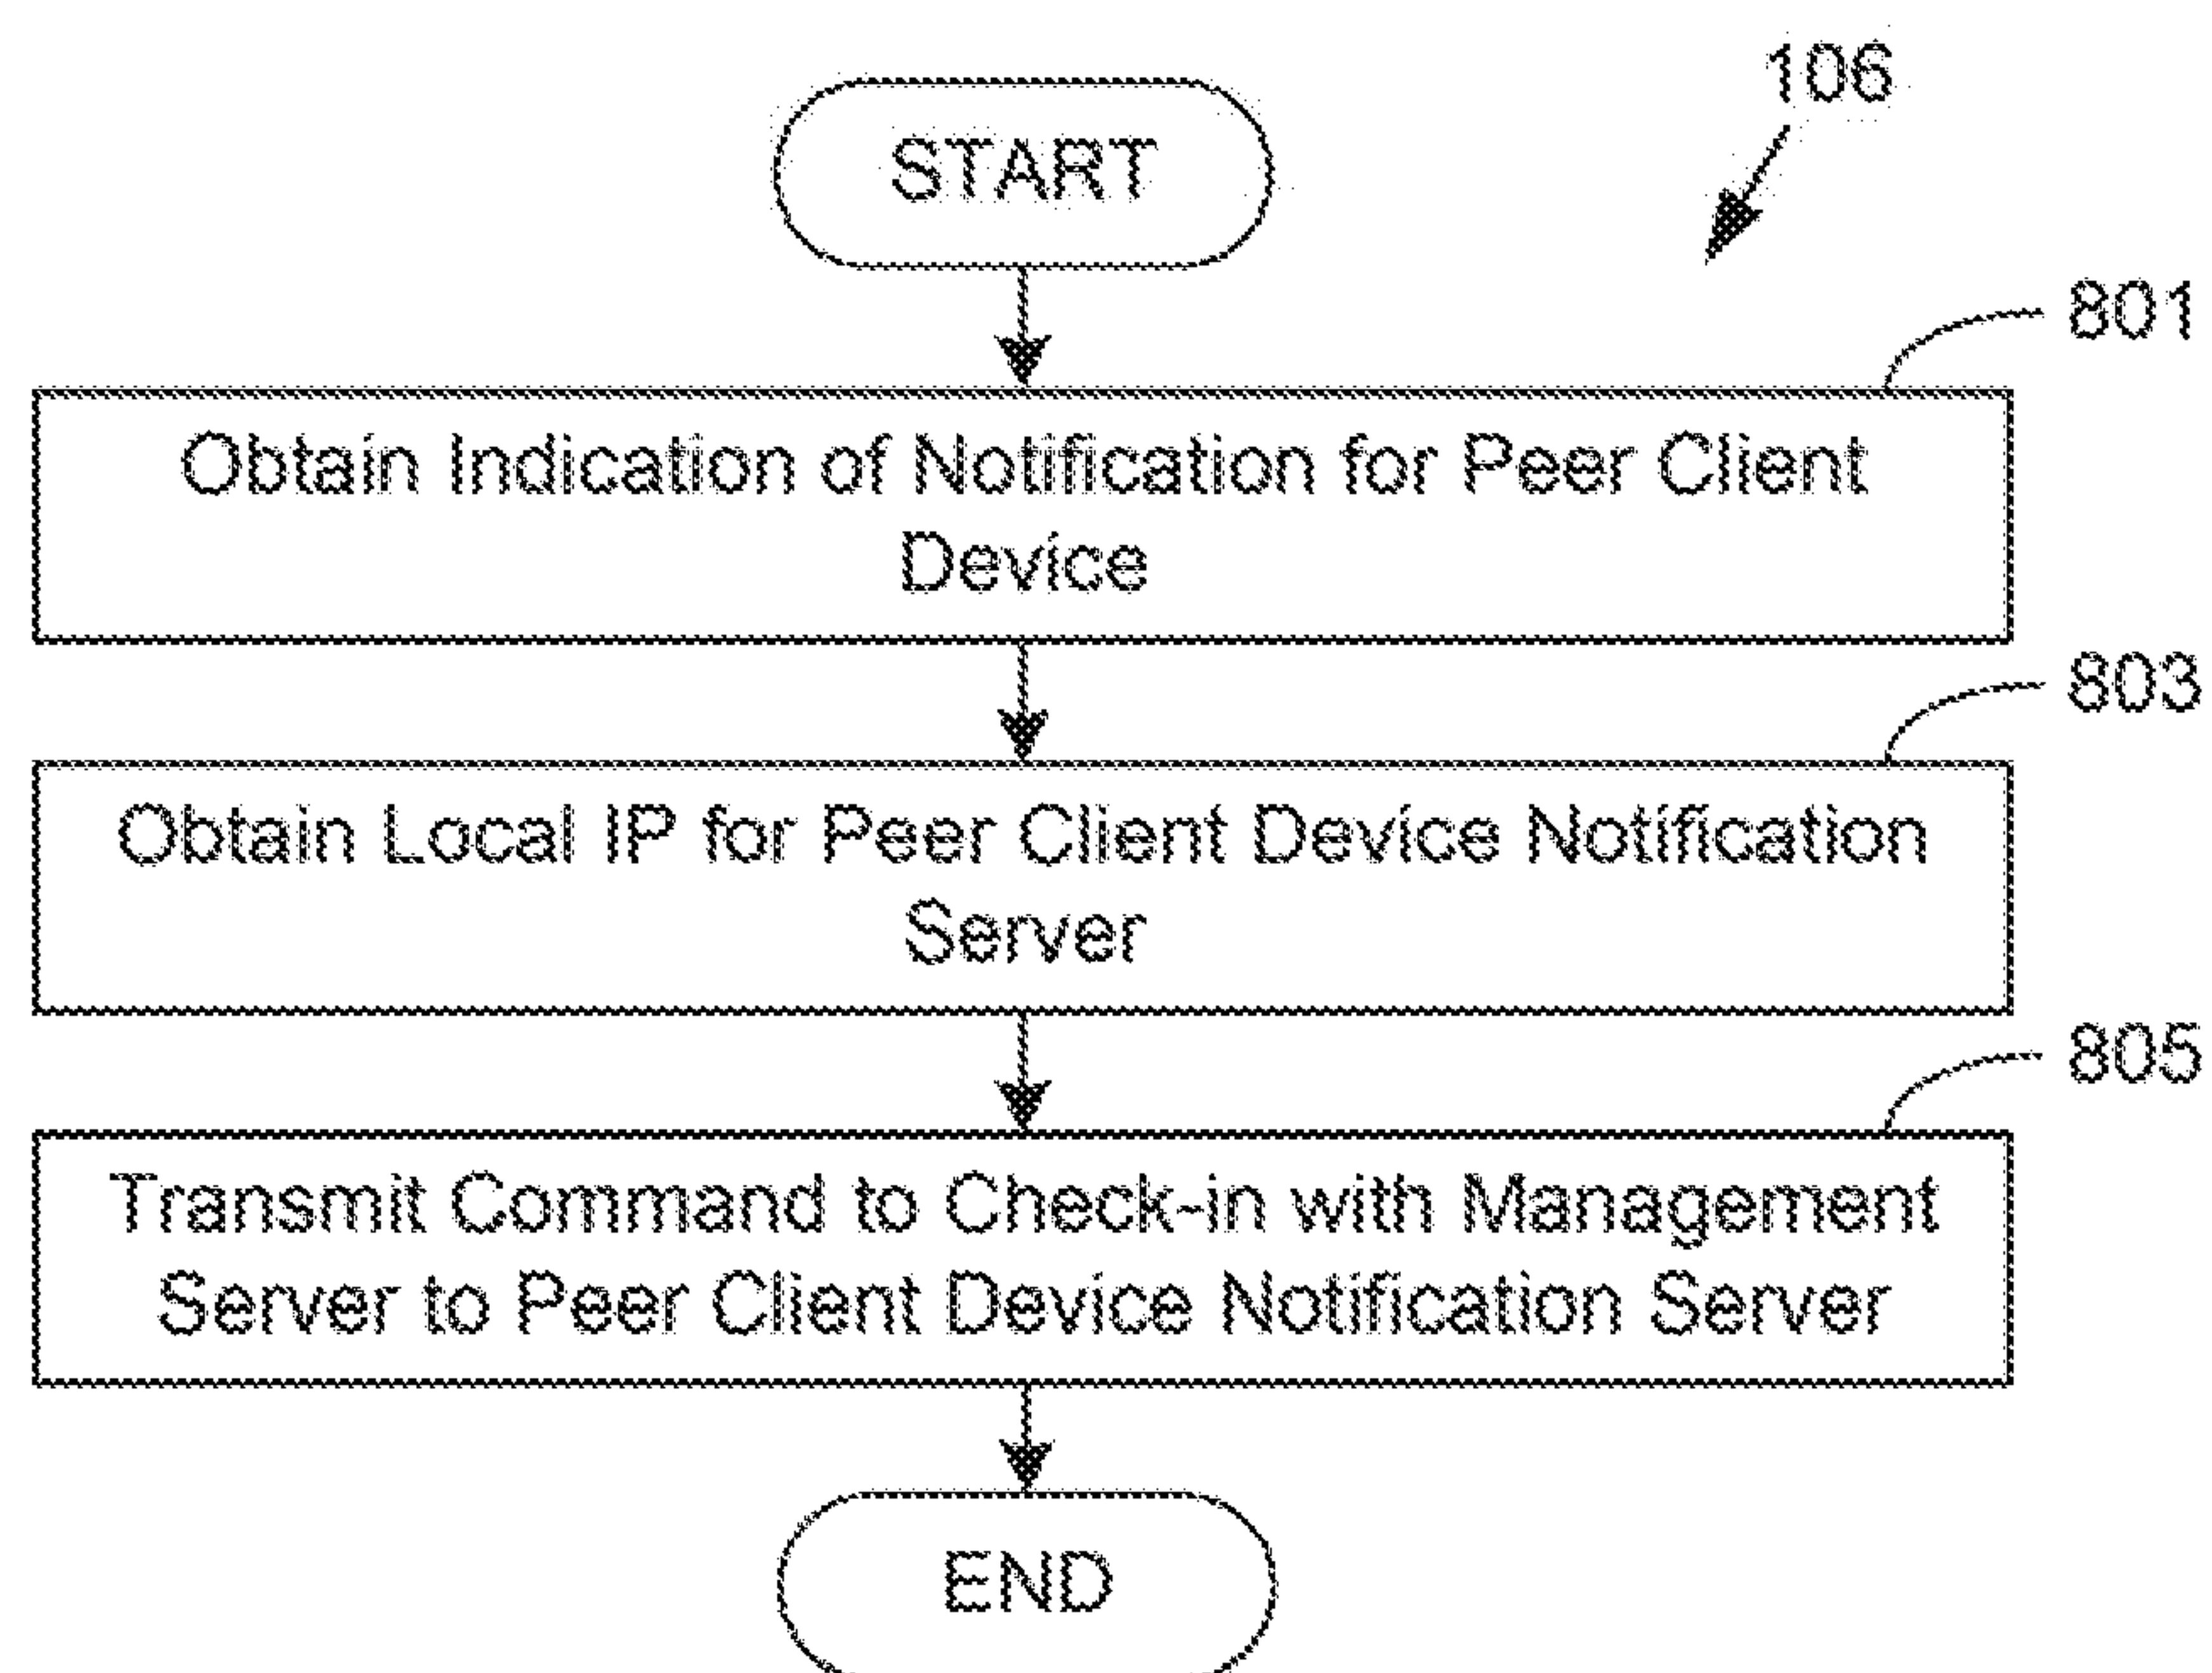 START
106
801
Obtain Indication of Notification for Peer Client
Device
803
Obtain Local IP for Peer Client Device Notification
Server
805
Transmit Command to Check-in with Management
Server to Peer Client Device Notification Server
END